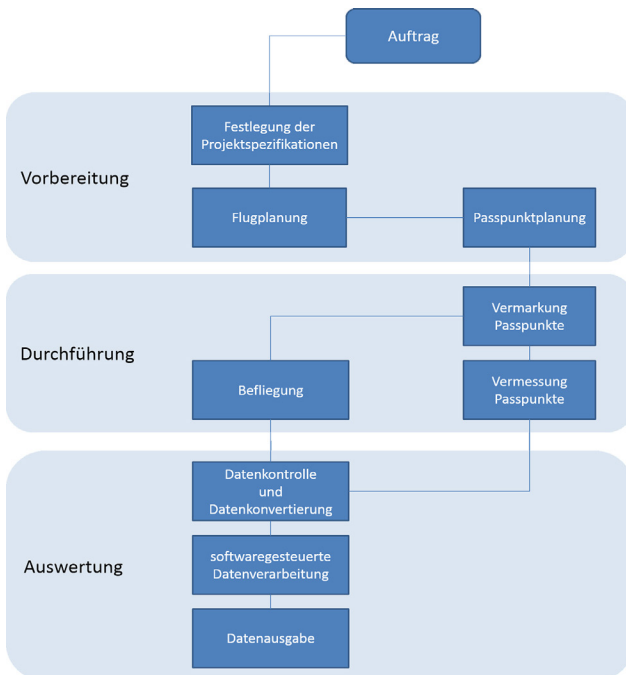 Auftrag
Vorbereitung
Festlegung der
Projektspezifikationen
Flugplanung
Passpunktplanung
Durchführung
Vermarkung
Passpunkte
Befliegung
Vermessung
Passpunkte
Auswertung
Datenkontrolle
und
Datenkonvertierung
softwaregesteuerte
Datenverarbeitung
Datenausgabe